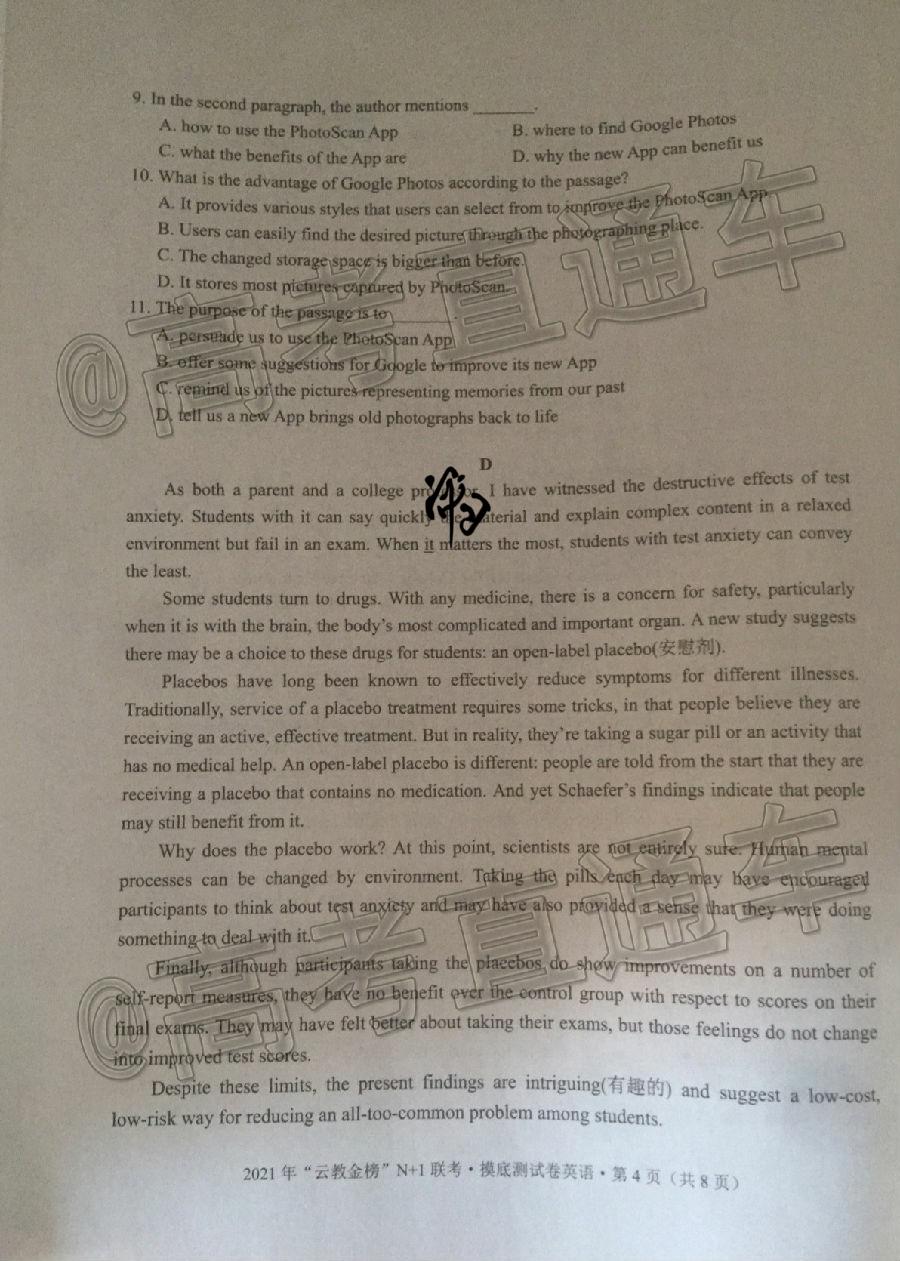 9. In the second paragraph, the author mentions ________.
A. how to use the PhotoScan App B. where to find Google Photos
C. what the benefits of the App are D. why the new App can benefit us
10. What is the advantage of Google Photos according to the passage?
A. It provides various styles that users can select from to improve the PhotoScan App.
B. Users can easily find the desired picture through the photographing place.
C. The changed storage space is bigger than before.
D. It stores most pictures captured by PhotoScan.
11. The purpose of the passage is to ________.
A. persuade us to use the PhotoScan App
B. offer some suggestions for Google to improve its new App
C. remind us of the pictures representing memories from our past
D. tell us a new App brings old photographs back to life
@高考直通车
D
As both a parent and a college I have witnessed the destructive effects of test
anxiety. Students with it can say quickly material and explain complex content in a relaxed
environment but fail in an exam. When it matters the most, students with test anxiety can convey
the least.
Some students turn to drugs. With any medicine, there is a concern for safety, particularly
when it is with the brain, the body's most complicated and important organ. A new study suggests
there may be a choice to these drugs for students: an open-label placebo(安慰剂).
Placebos have long been known to effectively reduce symptoms for different illnesses.
Traditionally, service of a placebo treatment requires some tricks, in that people believe they are
receiving an active, effective treatment. But in reality, they're taking a sugar pill or an activity that
has no medical help. An open-label placebo is different: people are told from the start that they are
receiving a placebo that contains no medication. And yet Schaefer's findings indicate that people
may still benefit from it.
Why does the placebo work? At this point, scientists are not entirely sure. Human mental
processes can be changed by environment. Taking the pills each day may have encouraged
participants to think about test anxiety and may have also provided a sense that they were doing
something to deal with it.
Finally, although participants taking the placebos do show improvements on a number of
self-report measures, they have no benefit over the control group with respect to scores on their
final exams. They may have felt better about taking their exams, but those feelings do not change
into improved test scores.
@高考直通车
Despite these limits, the present findings are intriguing(有趣的) and suggest a low-cost,
low-risk way for reducing an all-too-common problem among students.
2021 年“云教金榜”N+1 联考·摸底测试卷英语·第 4 页（共 8 页）